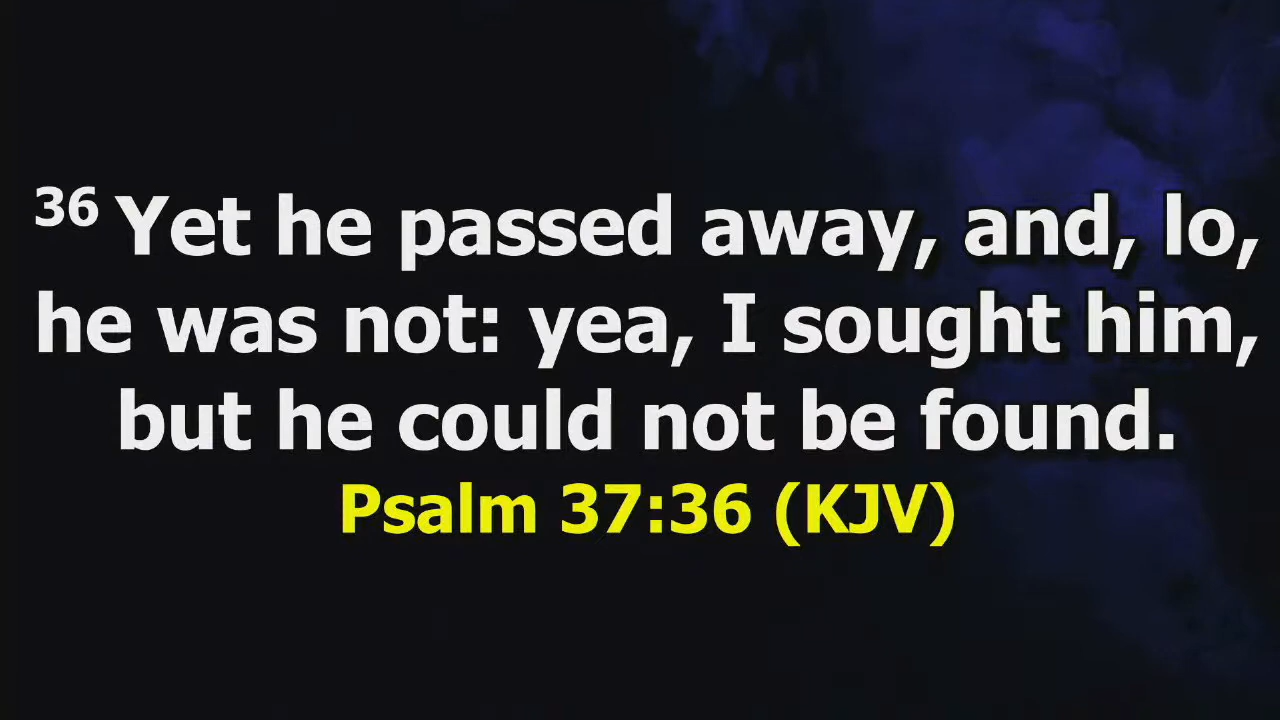 36 Yet he passed away, and, lo,
he was not: yea, I sought him,
but he could not be found.
Psalm 37:36 (KJV)